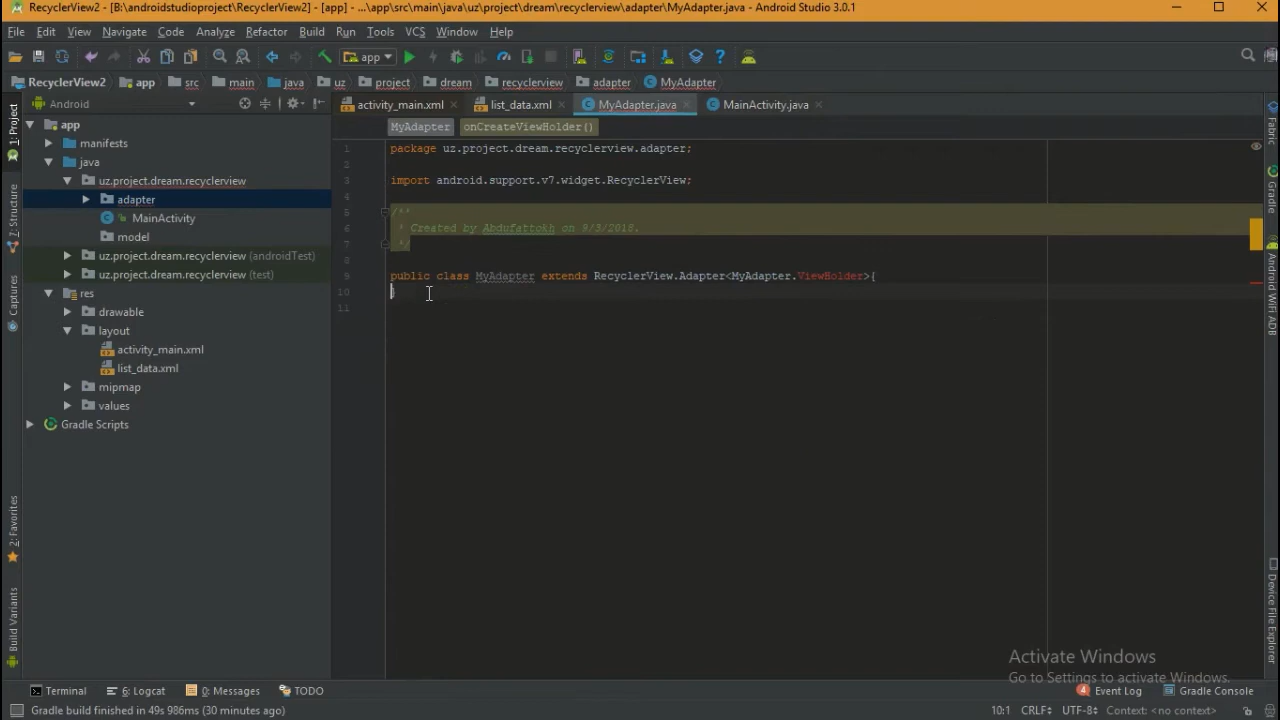 RecyclerView2 - [B:\androidstudioproject\RecyclerView2] - [app] - ...\app\src\main\java\uz\project\dream\recyclerview\adapter\MyAdapter.java - Android Studio 3.0.1
File Edit View Navigate Code Analyze Refactor Build Run Tools VCS Window Help
app
RecyclerView2 app src main java uz project dream recyclerview adapter MyAdapter
Android
activity_main.xml list_data.xml MyAdapter.java MainActivity.java
MyAdapter onCreateViewHolder()
app
manifests
java
uz.project.dream.recyclerview
adapter
MainActivity
model
uz.project.dream.recyclerview (androidTest)
uz.project.dream.recyclerview (test)
res
drawable
layout
activity_main.xml
list_data.xml
mipmap
values
Gradle Scripts
1: Project
7: Structure
Captures
2: Favorites
Build Variants
1 package uz.project.dream.recyclerview.adapter;
2
3 import android.support.v7.widget.RecyclerView;
4
5 /**
6 * Created by Abdufattokh on 9/3/2018.
7 */
8
9 public class MyAdapter extends RecyclerView.Adapter<MyAdapter.ViewHolder>{
10 }
11
Fabric
Gradle
Android WiFi ADB
Device File Explorer
Activate Windows
Go to Settings to activate Windows.
Terminal 6: Logcat 0: Messages TODO
4 Event Log Gradle Console
Gradle build finished in 49s 986ms (30 minutes ago)
10:1 CRLF÷ UTF-8÷ Context: <no context>